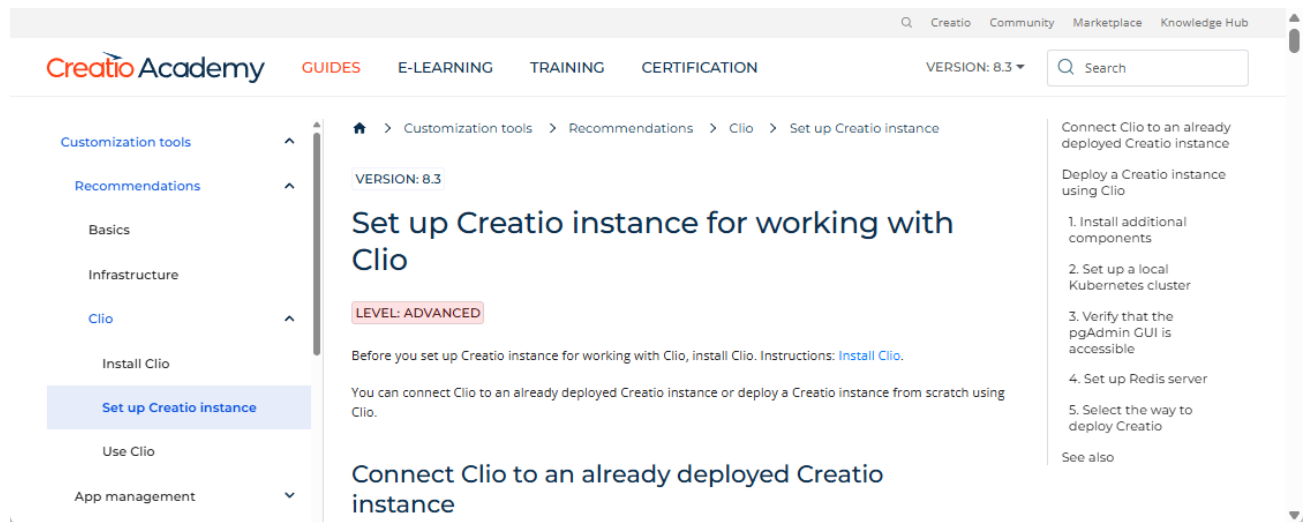 Creatio Community Marketplace Knowledge Hub
Creatio Academy GUIDES E-LEARNING TRAINING CERTIFICATION VERSION: 8.3 Search
Customization tools
Recommendations
Basics
Infrastructure
Clio
Install Clio
Set up Creatio instance
Use Clio
App management
> Customization tools > Recommendations > Clio > Set up Creatio instance
VERSION: 8.3
Set up Creatio instance for working with
Clio
LEVEL: ADVANCED
Before you set up Creatio instance for working with Clio, install Clio. Instructions: Install Clio.
You can connect Clio to an already deployed Creatio instance or deploy a Creatio instance from scratch using
Clio.
Connect Clio to an already deployed Creatio
instance
Connect Clio to an already
deployed Creatio instance
Deploy a Creatio instance
using Clio
1. Install additional
components
2. Set up a local
Kubernetes cluster
3. Verify that the
pgAdmin GUI is
accessible
4. Set up Redis server
5. Select the way to
deploy Creatio
See also